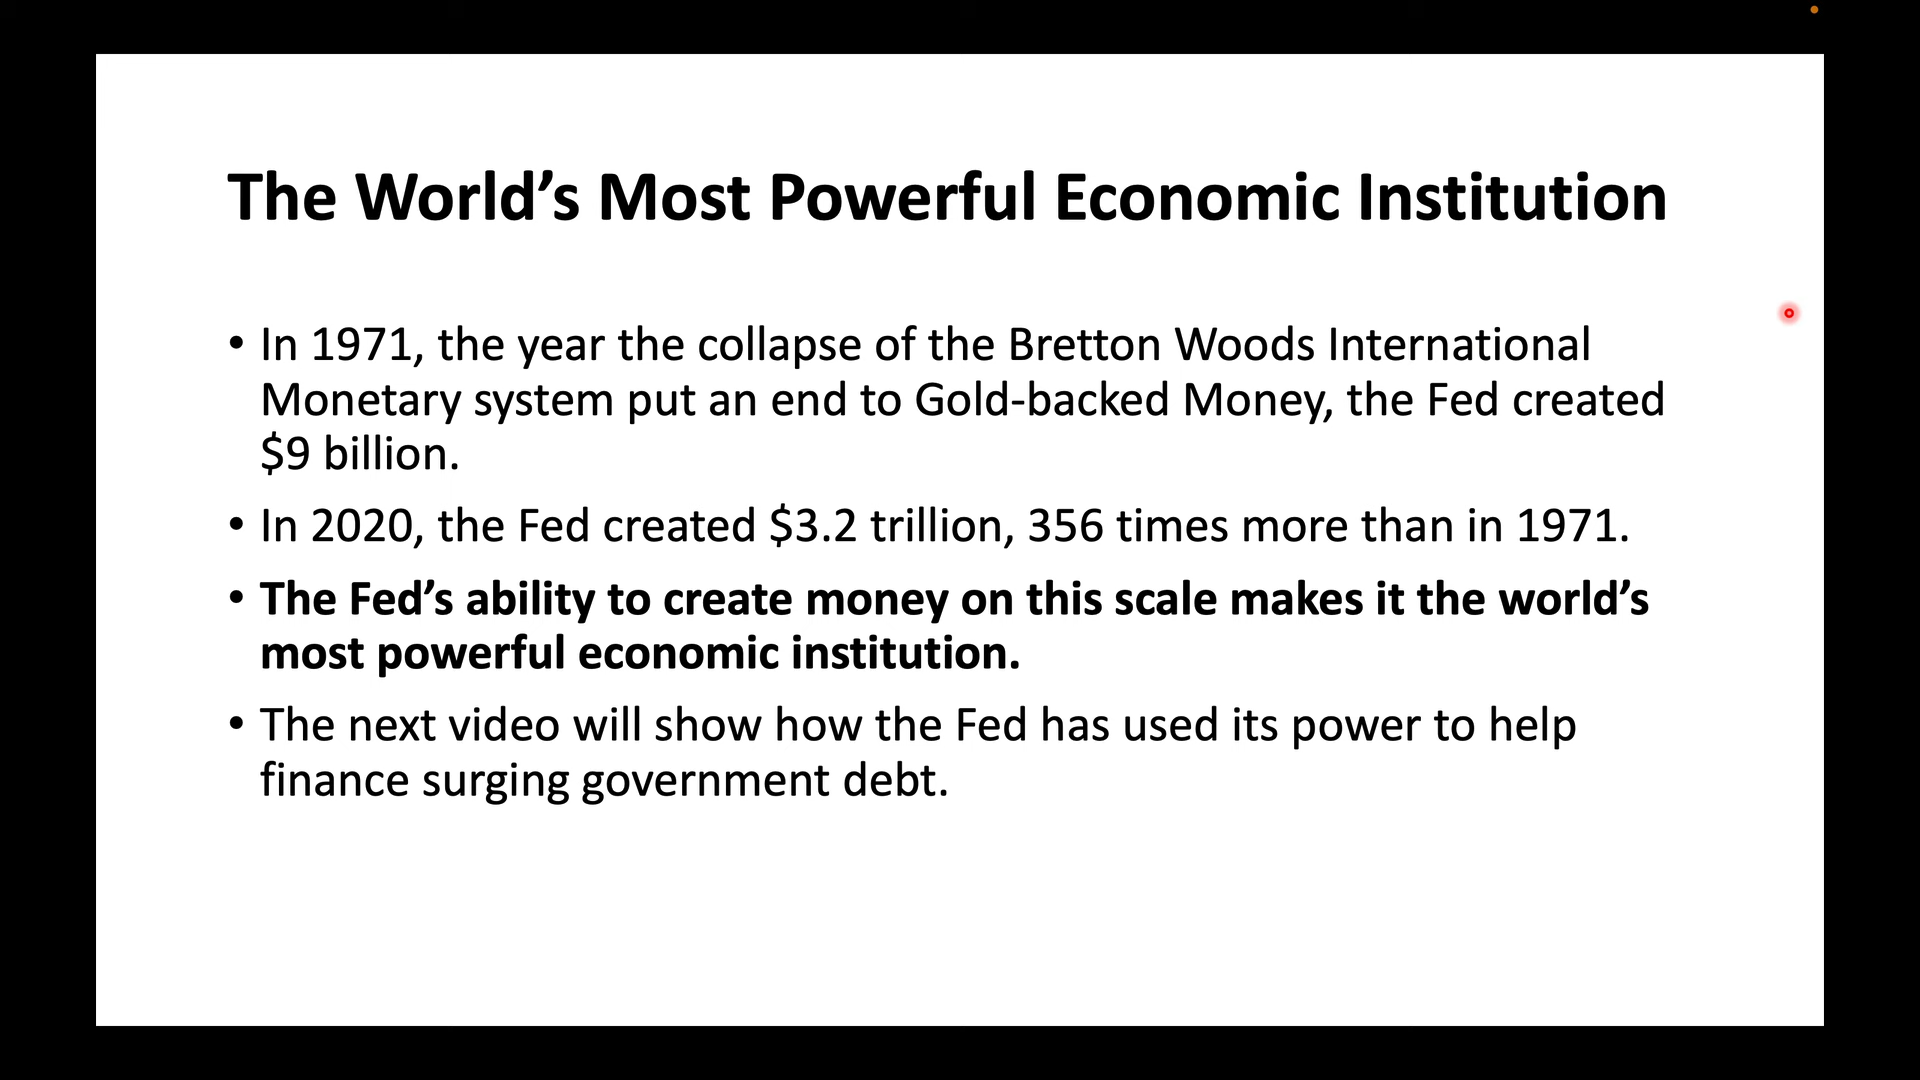 The World’s Most Powerful Economic Institution
• In 1971, the year the collapse of the Bretton Woods International
Monetary system put an end to Gold-backed Money, the Fed created
$9 billion.
• In 2020, the Fed created $3.2 trillion, 356 times more than in 1971.
• The Fed’s ability to create money on this scale makes it the world’s
most powerful economic institution.
• The next video will show how the Fed has used its power to help
finance surging government debt.